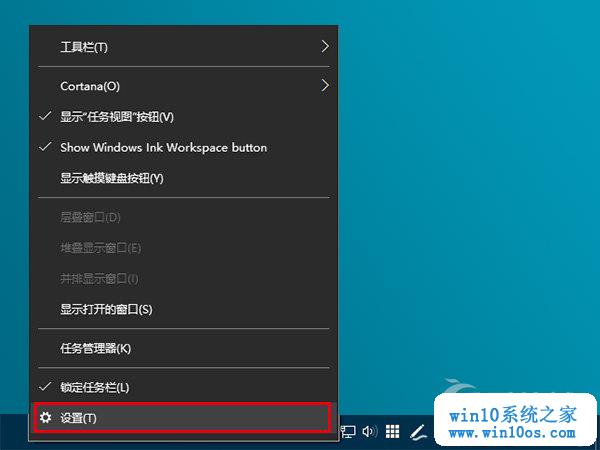 工具栏(T)
Cortana(O)
显示“任务视图”按钮(V)
Show Windows Ink Workspace button
显示触摸键盘按钮(Y)
层叠窗口(D)
堆叠显示窗口(E)
并排显示窗口(I)
显示打开的窗口(S)
任务管理器(K)
锁定任务栏(L)
设置(T)
win10系统之家
www.win10os.com